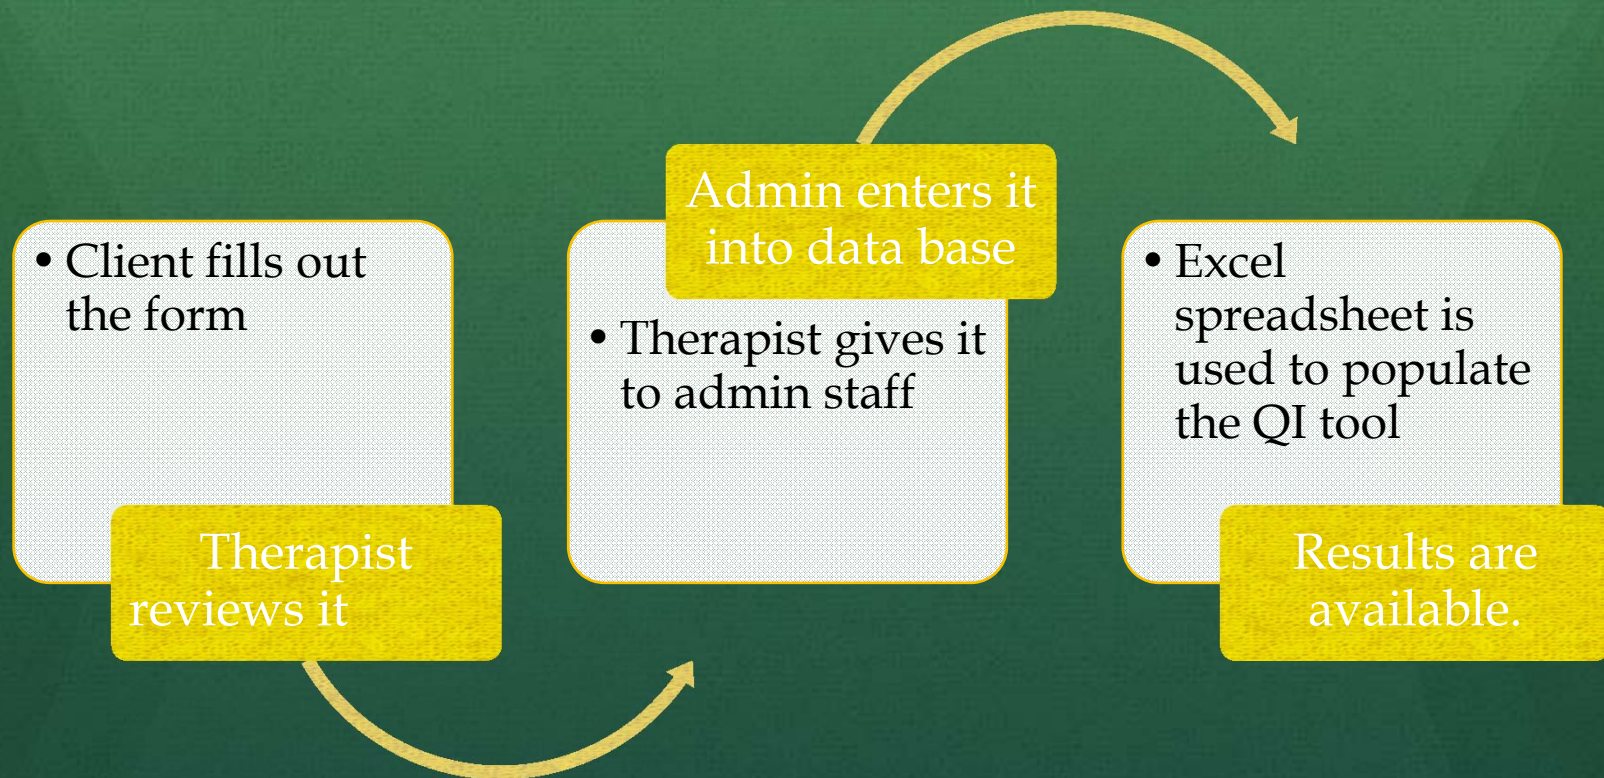 • Client fills out
the form
Therapist
reviews it
Admin enters it
into data base
• Therapist gives it
to admin staff
• Excel
spreadsheet is
used to populate
the QI tool
Results are
available.